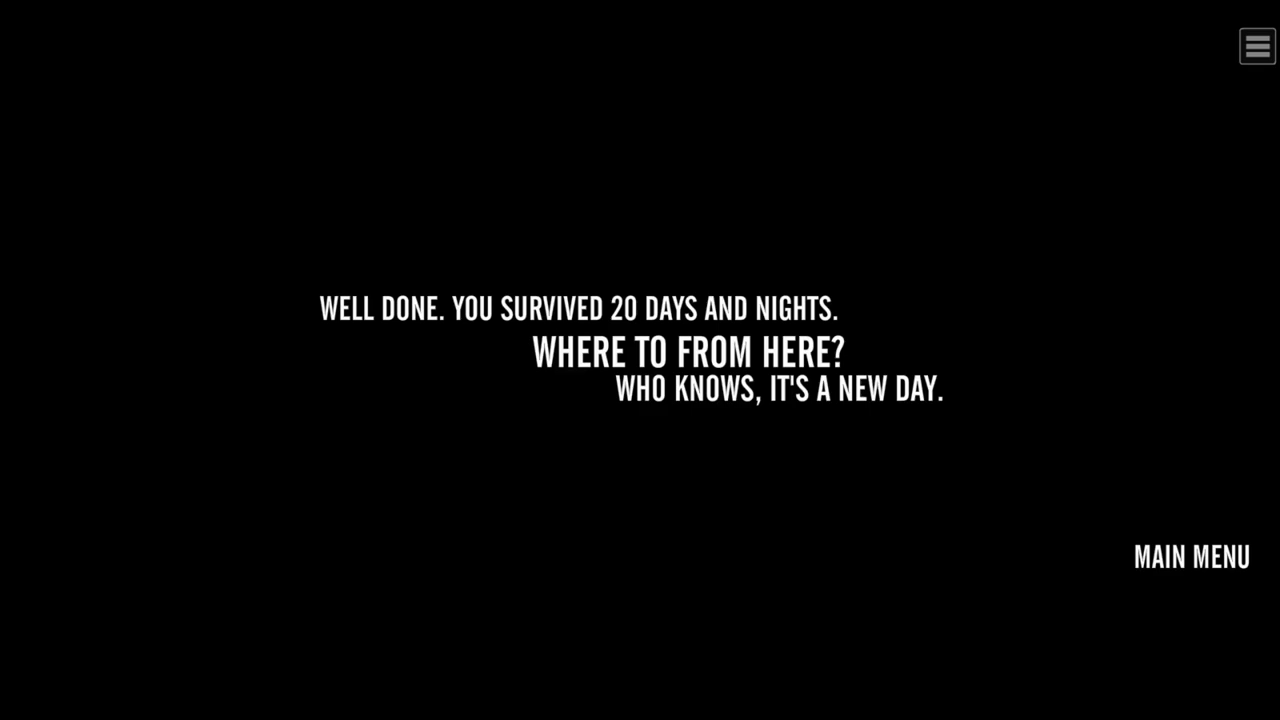 WELL DONE. YOU SURVIVED 20 DAYS AND NIGHTS.
WHERE TO FROM HERE?
WHO KNOWS, IT'S A NEW DAY.
MAIN MENU